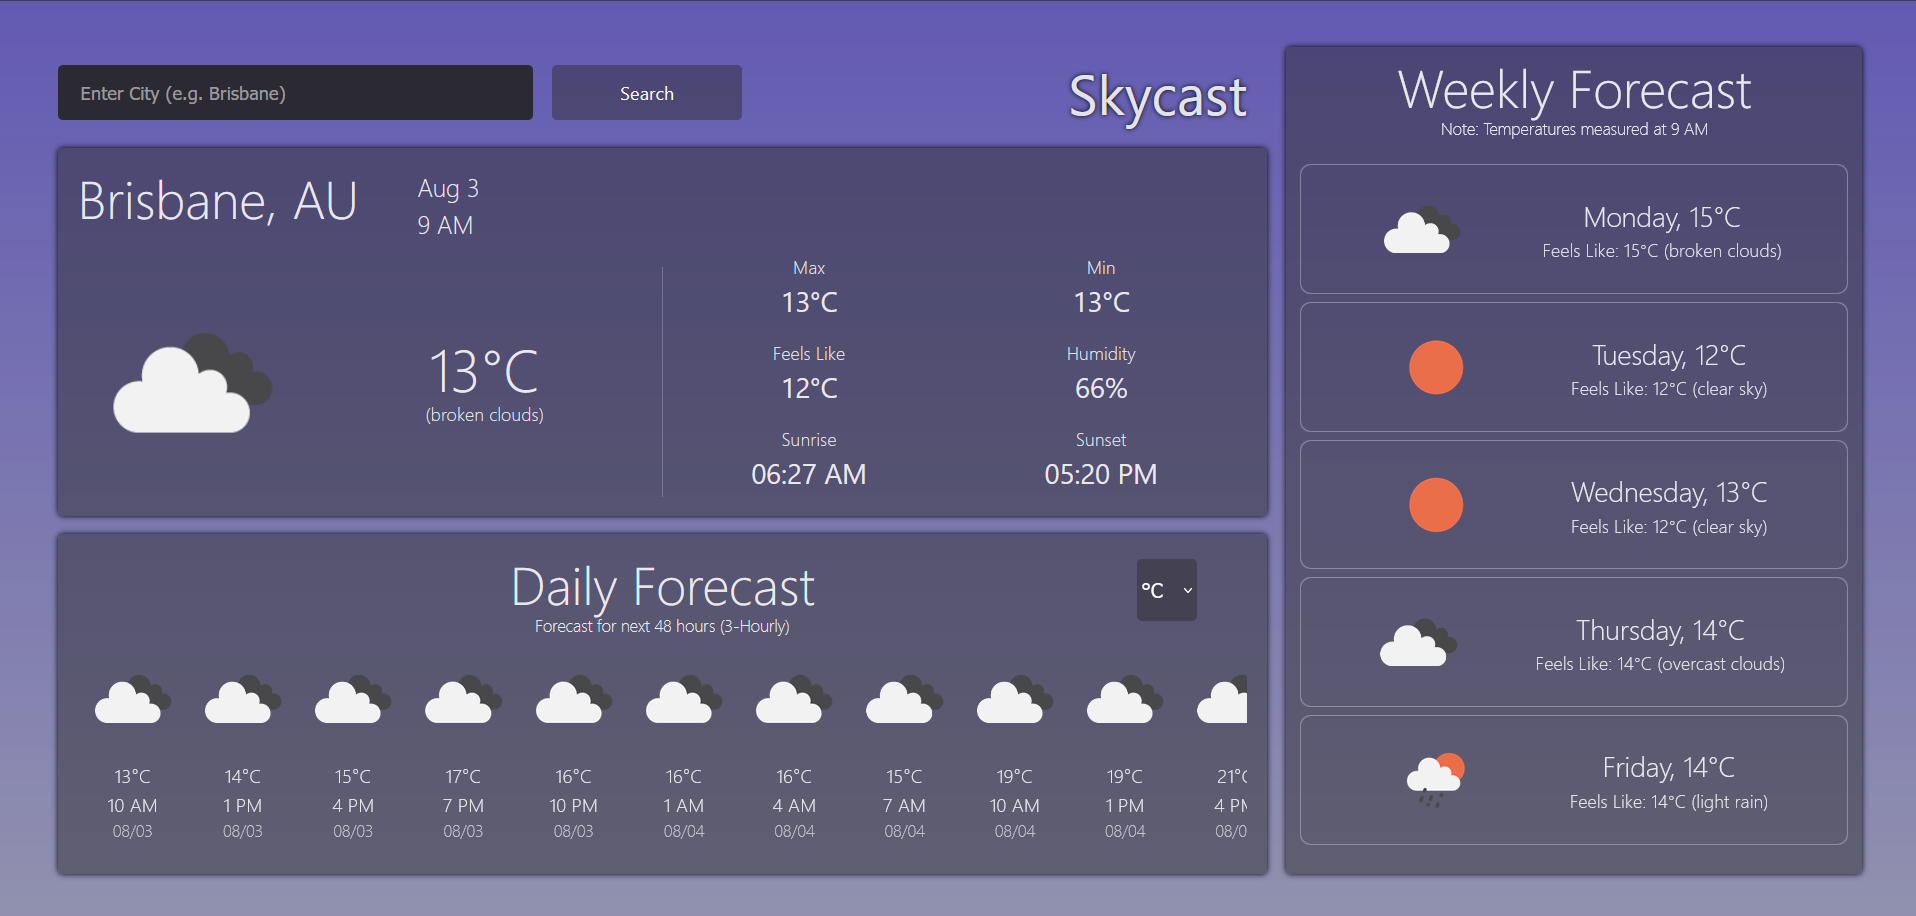 Enter City (e.g. Brisbane)
Search
Skycast
Brisbane, AU
Aug 3
9 AM
13°C
(broken clouds)
Max
13°C
Min
13°C
Feels Like
12°C
Humidity
66%
Sunrise
06:27 AM
Sunset
05:20 PM
Daily Forecast
Forecast for next 48 hours (3-Hourly)
°C
13°C 14°C 15°C 17°C 16°C 16°C 16°C 15°C 19°C 19°C 21°C
10 AM 1 PM 4 PM 7 PM 10 PM 1 AM 4 AM 7 AM 10 AM 1 PM 4 PM
08/03 08/03 08/03 08/03 08/03 08/04 08/04 08/04 08/04 08/04 08/0
Weekly Forecast
Note: Temperatures measured at 9 AM
Monday, 15°C
Feels Like: 15°C (broken clouds)
Tuesday, 12°C
Feels Like: 12°C (clear sky)
Wednesday, 13°C
Feels Like: 12°C (clear sky)
Thursday, 14°C
Feels Like: 14°C (overcast clouds)
Friday, 14°C
Feels Like: 14°C (light rain)